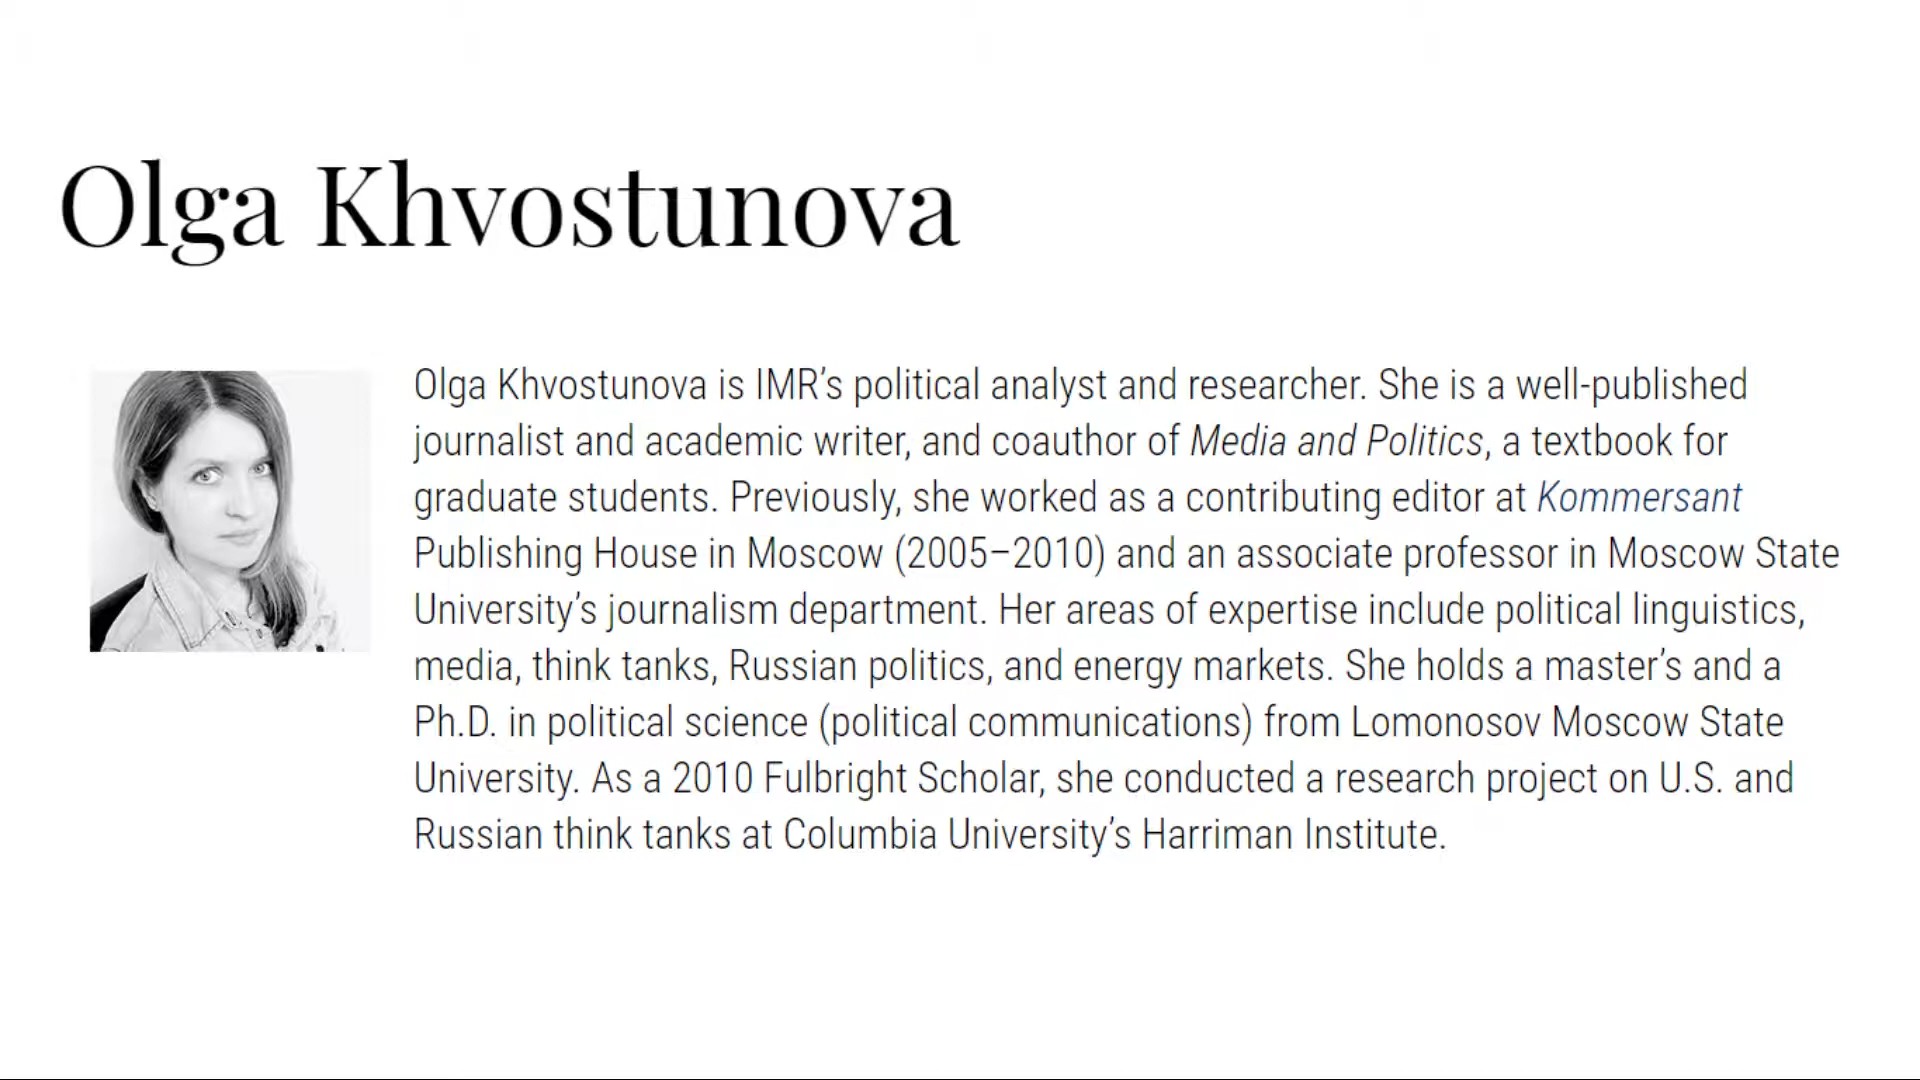 Olga Khvostunova
Olga Khvostunova is IMR’s political analyst and researcher. She is a well-published
journalist and academic writer, and coauthor of Media and Politics, a textbook for
graduate students. Previously, she worked as a contributing editor at Kommersant
Publishing House in Moscow (2005–2010) and an associate professor in Moscow State
University’s journalism department. Her areas of expertise include political linguistics,
media, think tanks, Russian politics, and energy markets. She holds a master’s and a
Ph.D. in political science (political communications) from Lomonosov Moscow State
University. As a 2010 Fulbright Scholar, she conducted a research project on U.S. and
Russian think tanks at Columbia University’s Harriman Institute.